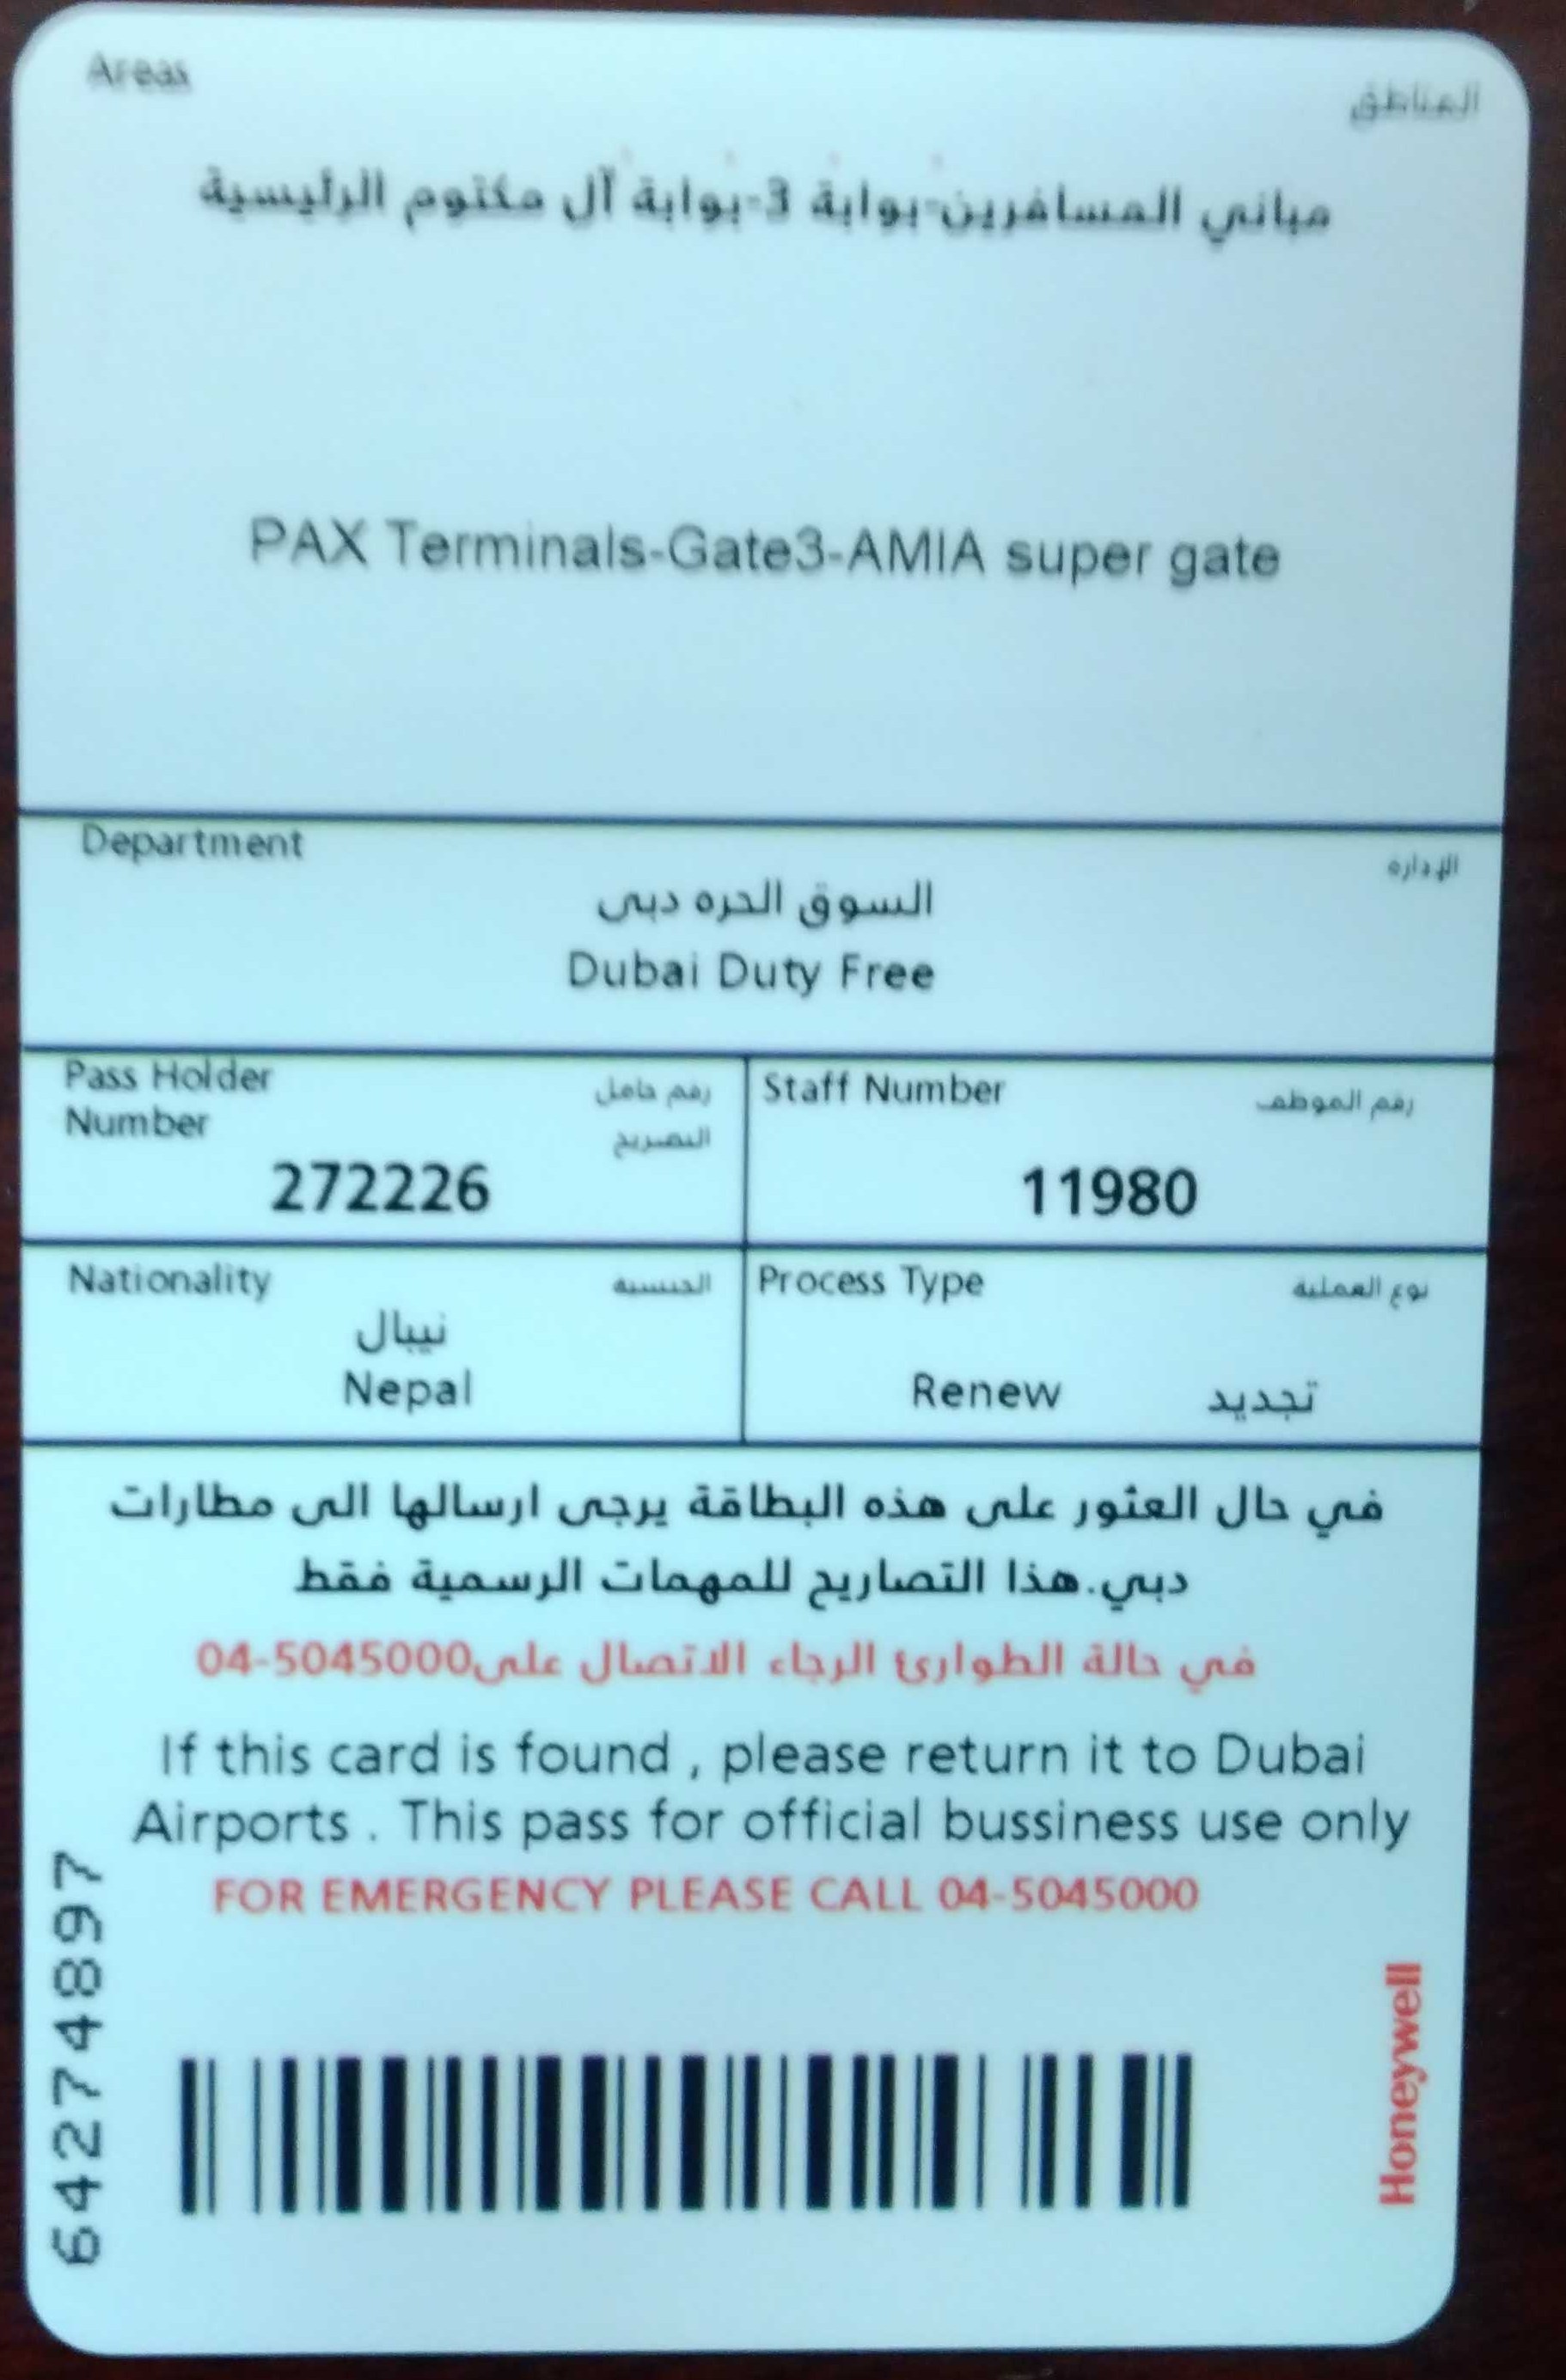 Areas المناطق
مباني المسافرين-بوابة 3-بوابة آل مكتوم الرئيسية
PAX Terminals-Gate3-AMIA super gate
Department الإدارة
السوق الحره دبى
Dubai Duty Free
Pass Holder رقم حامل
Number التصريح
272226
Staff Number رقم الموظف
11980
Nationality الجنسية
نيبال
Nepal
Process Type نوع العملية
Renew تجديد
في حال العثور على هذه البطاقة يرجى ارسالها الى مطارات
دبي.هذا التصاريح للمهمات الرسمية فقط
في حالة الطوارئ الرجاء الاتصال على04-5045000
If this card is found , please return it to Dubai
Airports . This pass for official bussiness use only
FOR EMERGENCY PLEASE CALL 04-5045000
64274897
Honeywell